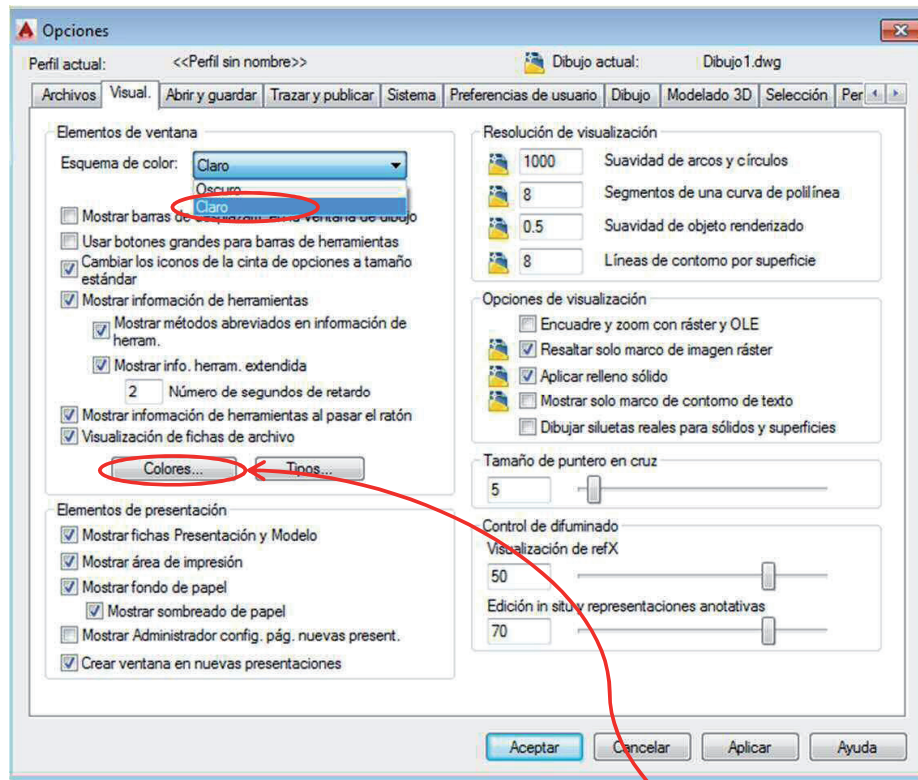 Opciones
Perfil actual: <<Perfil sin nombre>> Dibujo actual: Dibujo1.dwg
Archivos Visual. Abrir y guardar Trazar y publicar Sistema Preferencias de usuario Dibujo Modelado 3D Selección Per
Elementos de ventana
Esquema de color: Claro
Oscuro
Claro
Mostrar barras de desplazam. en la ventana de dibujo
Usar botones grandes para barras de herramientas
Cambiar los iconos de la cinta de opciones a tamaño
estándar
Mostrar información de herramientas
Mostrar métodos abreviados en información de
herram.
Mostrar info. herram. extendida
2 Número de segundos de retardo
Mostrar información de herramientas al pasar el ratón
Visualización de fichas de archivo
Colores... Tipos...
Elementos de presentación
Mostrar fichas Presentación y Modelo
Mostrar área de impresión
Mostrar fondo de papel
Mostrar sombreado de papel
Mostrar Administrador config. pág. nuevas present.
Crear ventana en nuevas presentaciones
Resolución de visualización
1000 Suavidad de arcos y círculos
8 Segmentos de una curva de polilínea
0.5 Suavidad de objeto renderizado
8 Líneas de contorno por superficie
Opciones de visualización
Encuadre y zoom con ráster y OLE
Resaltar solo marco de imagen ráster
Aplicar relleno sólido
Mostrar solo marco de contorno de texto
Dibujar siluetas reales para sólidos y superficies
Tamaño de puntero en cruz
5
Control de difuminado
Visualización de refX
50
Edición in situ y representaciones anotativas
70
Aceptar Cancelar Aplicar Ayuda